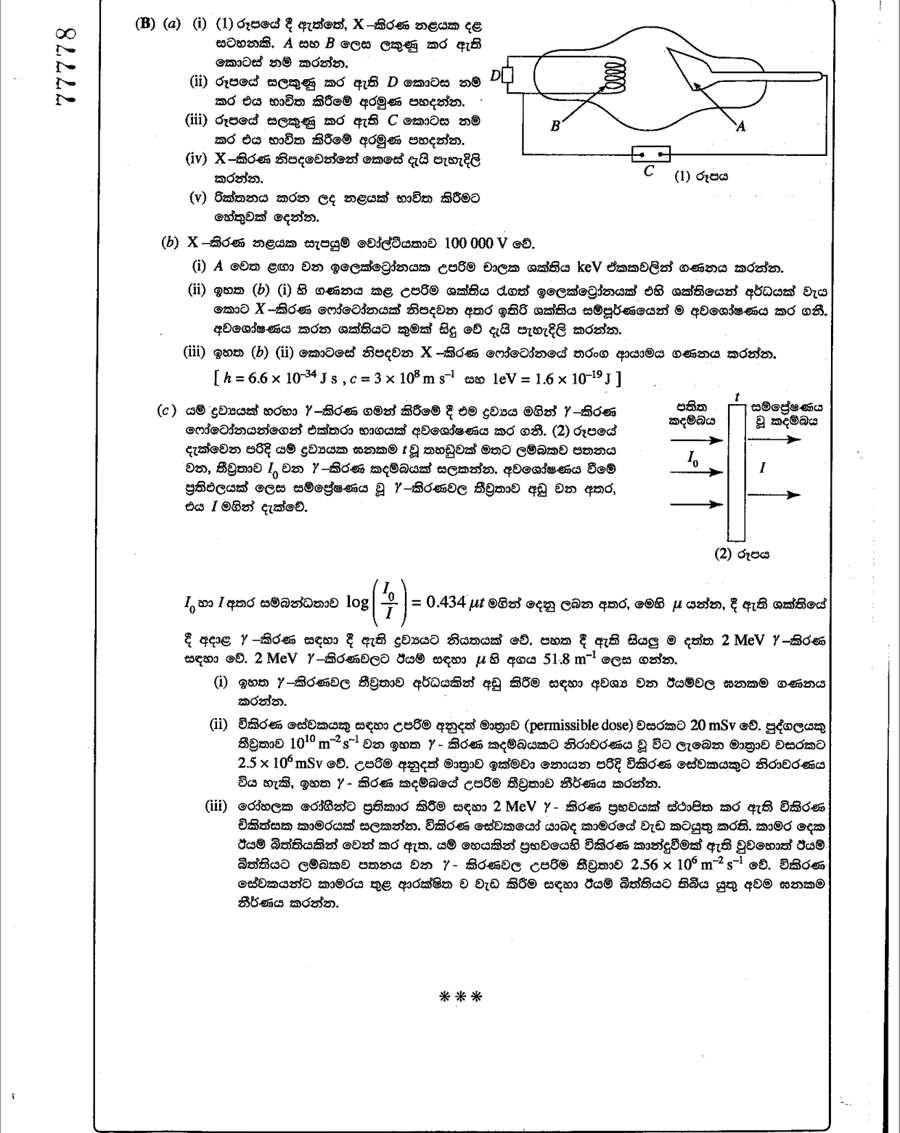 77778
(B) (a) (i) (1) රූපයේ දී ඇත්තේ, X –කිරණ නළයක දළ
සටහනකි. A සහ B ලෙස ලකුණු කර ඇති
කොටස් නම් කරන්න.
(ii) රූපයේ සලකුණු කර ඇති D කොටස නම්
කර එය භාවිත කිරීමේ අරමුණ පහදන්න.
(iii) රූපයේ සලකුණු කර ඇති C කොටස නම්
කර එය භාවිත කිරීමේ අරමුණ පහදන්න.
(iv) X –කිරණ නිපදවෙන්නේ කෙසේ දැයි පැහැදිලි
කරන්න.
(v) රික්තනය කරන ලද නළයක් භාවිත කිරීමට
හේතුවක් දෙන්න.
D
B
A
C
(1) රූපය
(b) X –කිරණ නළයක සැපයුම් වෝල්ටීයතාව 100 000 V වේ.
(i) A වෙත ළඟා වන ඉලෙක්ට්‍රෝනයක උපරිම චාලක ශක්තිය keV ඒකකවලින් ගණනය කරන්න.
(ii) ඉහත (b) (i) හි ගණනය කළ උපරිම ශක්තිය රැගත් ඉලෙක්ට්‍රෝනයක් එහි ශක්තියෙන් අර්ධයක් වැය
කොට X –කිරණ ෆෝටෝනයක් නිපදවන අතර ඉතිරි ශක්තිය සම්පූර්ණයෙන් ම අවශෝෂණය කර ගනී.
අවශෝෂණය කරන ශක්තියට කුමක් සිදු වේ දැයි පැහැදිලි කරන්න.
(iii) ඉහත (b) (ii) කොටසේ නිපදවන X –කිරණ ෆෝටෝනයේ තරංග ආයාමය ගණනය කරන්න.
[ h = 6.6 × 10⁻³⁴ J s , c = 3 × 10⁸ m s⁻¹ සහ 1eV = 1.6 × 10⁻¹⁹ J ]
(c) යම් ද්‍රව්‍යයක් හරහා γ –කිරණ ගමන් කිරීමේ දී එම ද්‍රව්‍යය මගින් γ –කිරණ
ෆෝටෝනයන්ගෙන් එක්තරා භාගයක් අවශෝෂණය කර ගනී. (2) රූපයේ
දැක්වෙන පරිදි යම් ද්‍රව්‍යයක ඝනකම t වූ තහඩුවක් මතට ලම්බකව පතනය
වන, තීව්‍රතාව I₀ වන γ –කිරණ කදම්බයක් සලකන්න. අවශෝෂණය වීමේ
ප්‍රතිඵලයක් ලෙස සම්ප්‍රේෂණය වූ γ –කිරණවල තීව්‍රතාව අඩු වන අතර,
එය I මගින් දැක්වේ.
t
පතිත
කදම්බය
සම්ප්‍රේෂණය
වූ කදම්බය
I₀
I
(2) රූපය
I₀ හා I අතර සම්බන්ධතාව log(I₀/I) = 0.434 μt මගින් දෙනු ලබන අතර, මෙහි μ යන්න, දී ඇති ශක්තියේ
දී අදාළ γ –කිරණ සඳහා දී ඇති ද්‍රව්‍යයට නියතයක් වේ. පහත දී ඇති සියලු ම දත්ත 2 MeV γ –කිරණ
සඳහා වේ. 2 MeV γ –කිරණවලට ඊයම් සඳහා μ හි අගය 51.8 m⁻¹ ලෙස ගන්න.
(i) ඉහත γ –කිරණවල තීව්‍රතාව අර්ධයකින් අඩු කිරීම සඳහා අවශ්‍ය වන ඊයම්වල ඝනකම ගණනය
කරන්න.
(ii) විකිරණ සේවකයකු සඳහා උපරිම අනුදත් මාත්‍රාව (permissible dose) වසරකට 20 mSv වේ. පුද්ගලයකු
තීව්‍රතාව 10¹⁰ m⁻² s⁻¹ වන ඉහත γ - කිරණ කදම්බයකට නිරාවරණය වූ විට ලැබෙන මාත්‍රාව වසරකට
2.5 × 10⁶ mSv වේ. උපරිම අනුදත් මාත්‍රාව ඉක්මවා නොයන පරිදි විකිරණ සේවකයකුට නිරාවරණය
විය හැකි, ඉහත γ - කිරණ කදම්බයේ උපරිම තීව්‍රතාව නිර්ණය කරන්න.
(iii) රෝහලක රෝගීන්ට ප්‍රතිකාර කිරීම සඳහා 2 MeV γ - කිරණ ප්‍රභවයක් ස්ථාපිත කර ඇති විකිරණ
චිකිත්සක කාමරයක් සලකන්න. විකිරණ සේවකයෝ යාබද කාමරයේ වැඩ කටයුතු කරති. කාමර දෙක
ඊයම් බිත්තියකින් වෙන් කර ඇත. යම් හෙයකින් ප්‍රභවයෙහි විකිරණ කාන්දුවීමක් ඇති වුවහොත් ඊයම්
බිත්තියට ලම්බකව පතනය වන γ - කිරණවල උපරිම තීව්‍රතාව 2.56 × 10⁶ m⁻² s⁻¹ වේ. විකිරණ
සේවකයන්ට කාමරය තුළ ආරක්ෂිත ව වැඩ කිරීම සඳහා ඊයම් බිත්තියට තිබිය යුතු අවම ඝනකම
නිර්ණය කරන්න.
***